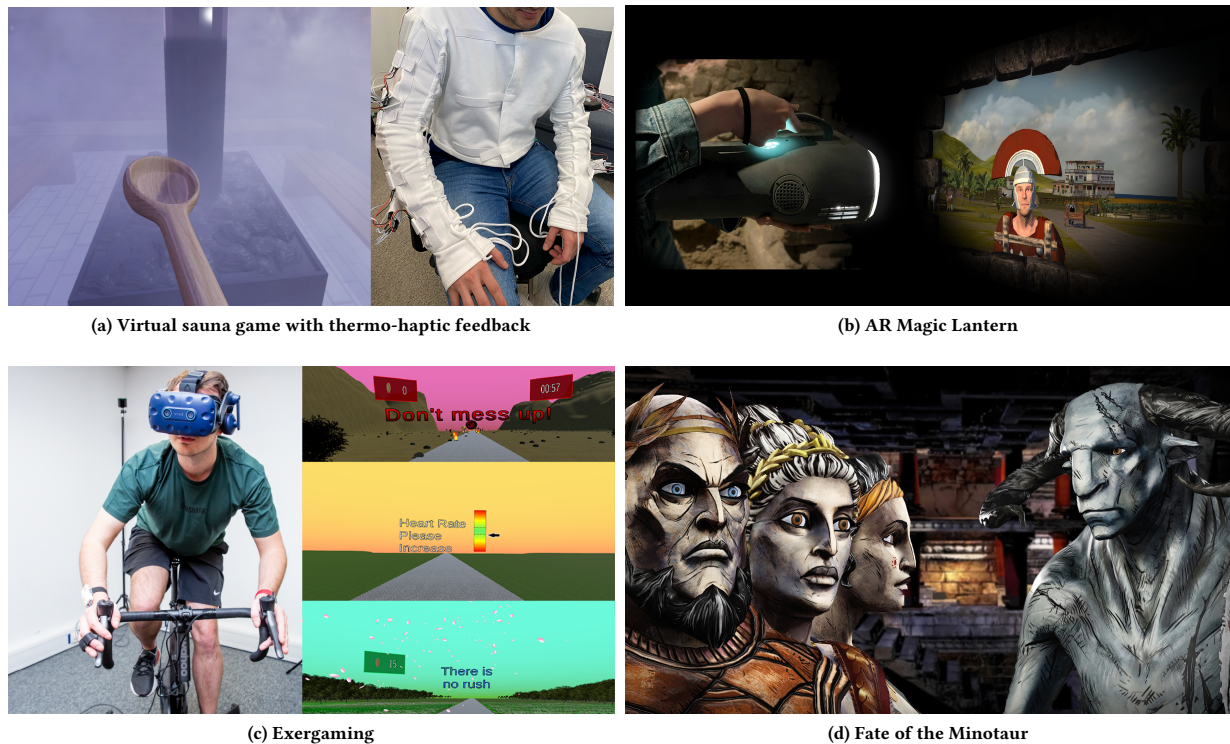 (a) Virtual sauna game with thermo-haptic feedback
(b) AR Magic Lantern
0
00:57
Don't mess up!
Heart Rate
Please
Increase
15
There is
no rush
(c) Exergaming
(d) Fate of the Minotaur